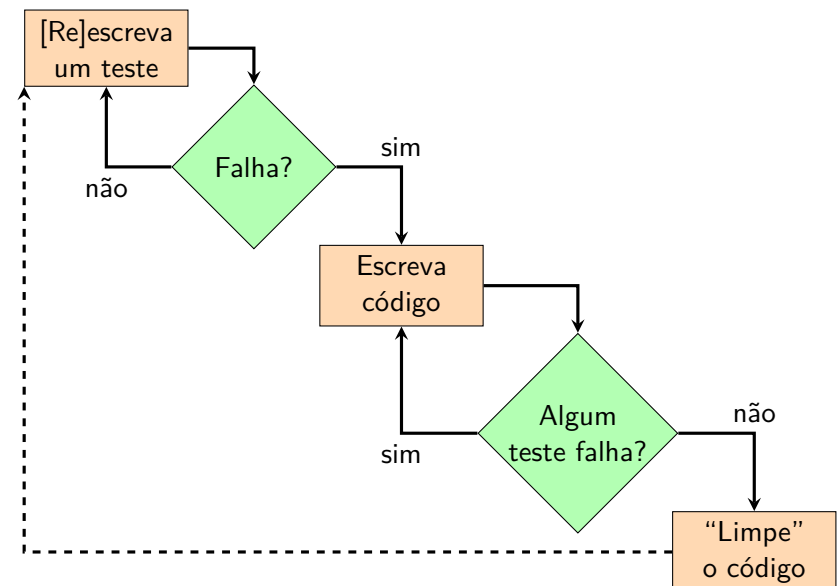 [Re]escreva
um teste
Falha?
não
sim
Escreva
código
Algum
teste falha?
sim
não
“Limpe”
o código